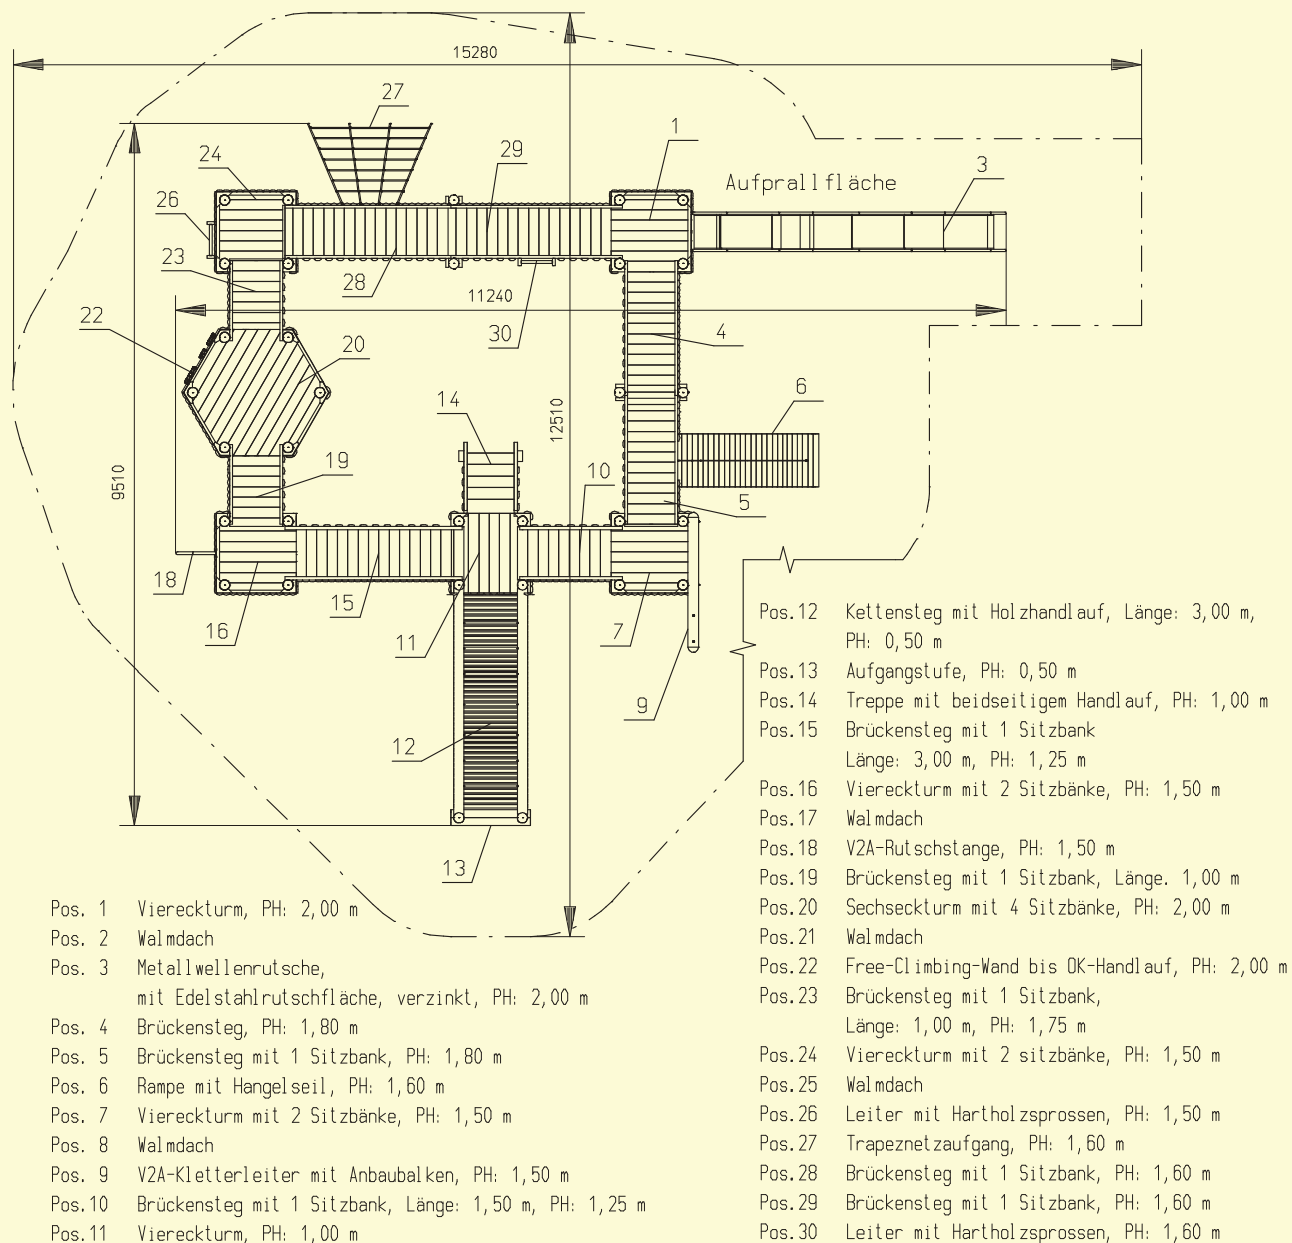 15280
27
1
24
29
Aufprallfläche
3
26
23
28
11240
22
30
4
20
6
14
12510
9510
19
10
5
18
15
16
11
7
9
12
13
Pos. 1 Viereckturm, PH: 2,00 m
Pos. 2 Walmdach
Pos. 3 Metallwellenrutsche,
mit Edelstahlrutschfläche, verzinkt, PH: 2,00 m
Pos. 4 Brückensteg, PH: 1,80 m
Pos. 5 Brückensteg mit 1 Sitzbank, PH: 1,80 m
Pos. 6 Rampe mit Hangelseil, PH: 1,60 m
Pos. 7 Viereckturm mit 2 Sitzbänke, PH: 1,50 m
Pos. 8 Walmdach
Pos. 9 V2A-Kletterleiter mit Anbaubalken, PH: 1,50 m
Pos.10 Brückensteg mit 1 Sitzbank, Länge: 1,50 m, PH: 1,25 m
Pos.11 Viereckturm, PH: 1,00 m
Pos.12 Kettensteg mit Holzhandlauf, Länge: 3,00 m,
PH: 0,50 m
Pos.13 Aufgangstufe, PH: 0,50 m
Pos.14 Treppe mit beidseitigem Handlauf, PH: 1,00 m
Pos.15 Brückensteg mit 1 Sitzbank
Länge: 3,00 m, PH: 1,25 m
Pos.16 Viereckturm mit 2 Sitzbänke, PH: 1,50 m
Pos.17 Walmdach
Pos.18 V2A-Rutschstange, PH: 1,50 m
Pos.19 Brückensteg mit 1 Sitzbank, Länge. 1,00 m
Pos.20 Sechseckturm mit 4 Sitzbänke, PH: 2,00 m
Pos.21 Walmdach
Pos.22 Free-Climbing-Wand bis OK-Handlauf, PH: 2,00 m
Pos.23 Brückensteg mit 1 Sitzbank,
Länge: 1,00 m, PH: 1,75 m
Pos.24 Viereckturm mit 2 sitzbänke, PH: 1,50 m
Pos.25 Walmdach
Pos.26 Leiter mit Hartholzsprossen, PH: 1,50 m
Pos.27 Trapeznetzaufgang, PH: 1,60 m
Pos.28 Brückensteg mit 1 Sitzbank, PH: 1,60 m
Pos.29 Brückensteg mit 1 Sitzbank, PH: 1,60 m
Pos.30 Leiter mit Hartholzsprossen, PH: 1,60 m